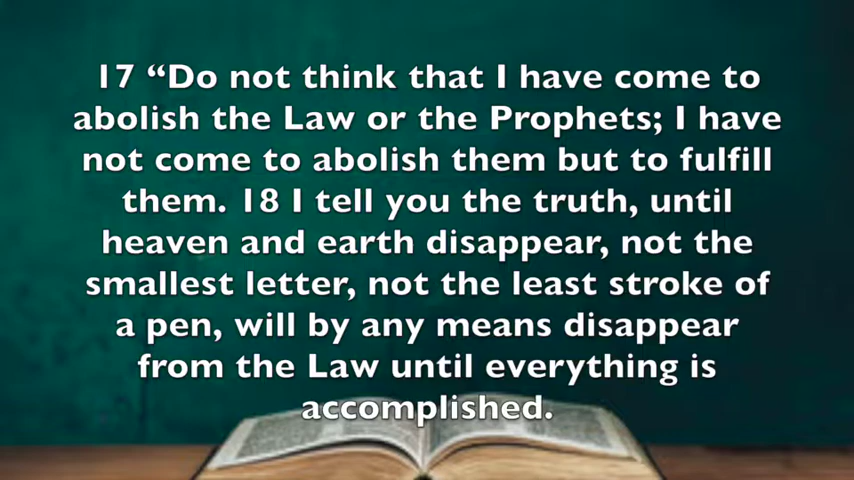 17 “Do not think that I have come to
abolish the Law or the Prophets; I have
not come to abolish them but to fulfill
them. 18 I tell you the truth, until
heaven and earth disappear, not the
smallest letter, not the least stroke of
a pen, will by any means disappear
from the Law until everything is
accomplished.